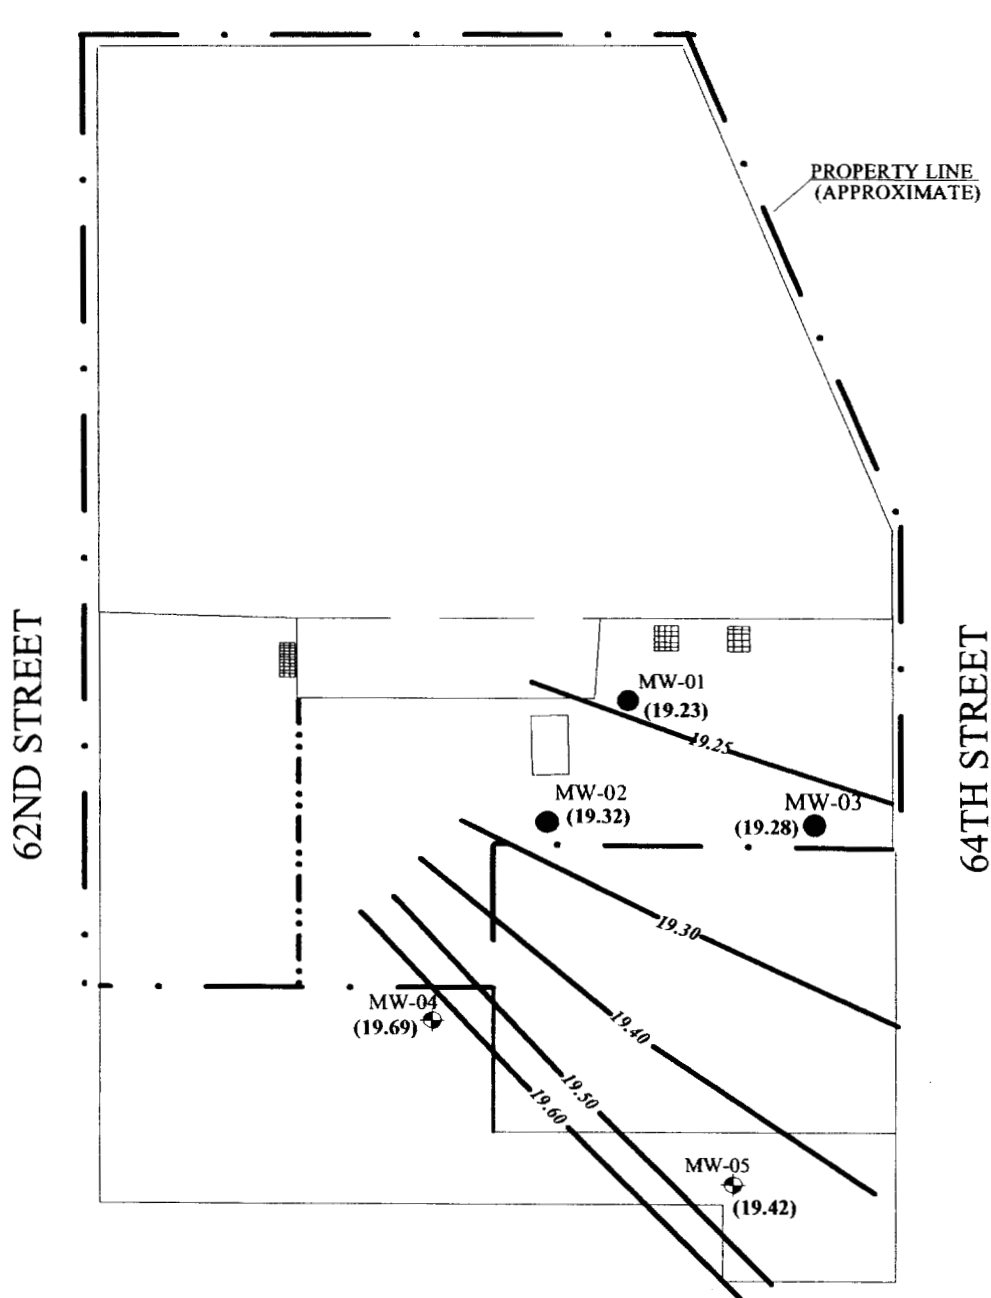 PROPERTY LINE
(APPROXIMATE)
62ND STREET
64TH STREET
MW-01
(19.23)
19.25
MW-02
(19.32)
MW-03
(19.28)
19.30
MW-04
(19.69)
19.40
19.50
19.60
MW-05
(19.42)